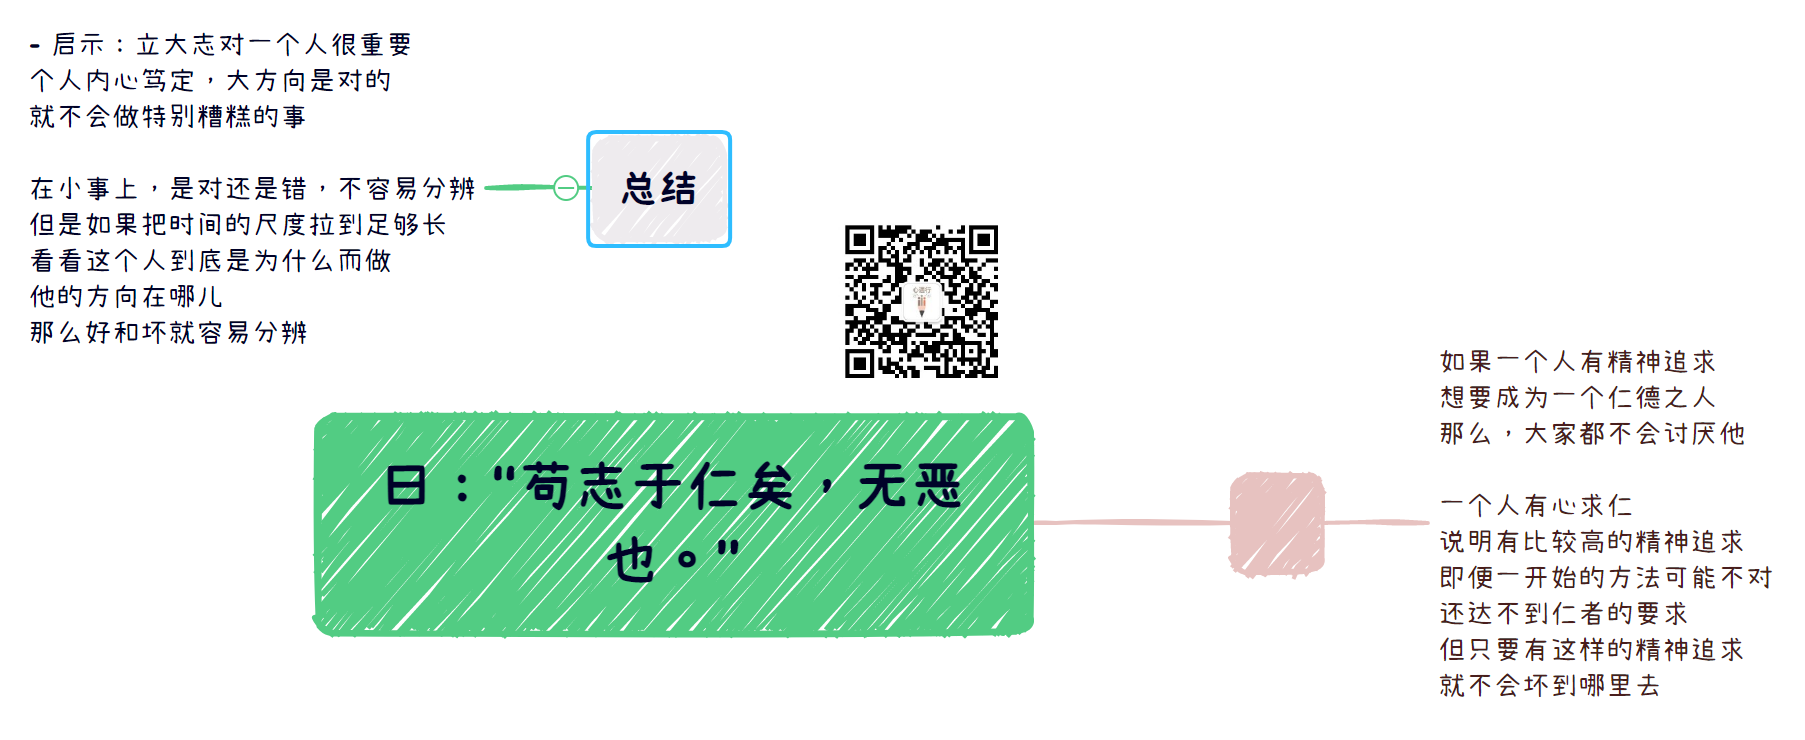 - 启示：立大志对一个人很重要
个人内心笃定，大方向是对的
就不会做特别糟糕的事
在小事上，是对还是错，不容易分辨
但是如果把时间的尺度拉到足够长
看看这个人到底是为什么而做
他的方向在哪儿
那么好和坏就容易分辨
总结
曰："苟志于仁矣，无恶
也。"
如果一个人有精神追求
想要成为一个仁德之人
那么，大家都不会讨厌他
一个人有心求仁
说明有比较高的精神追求
即便一开始的方法可能不对
还达不到仁者的要求
但只要有这样的精神追求
就不会坏到哪里去